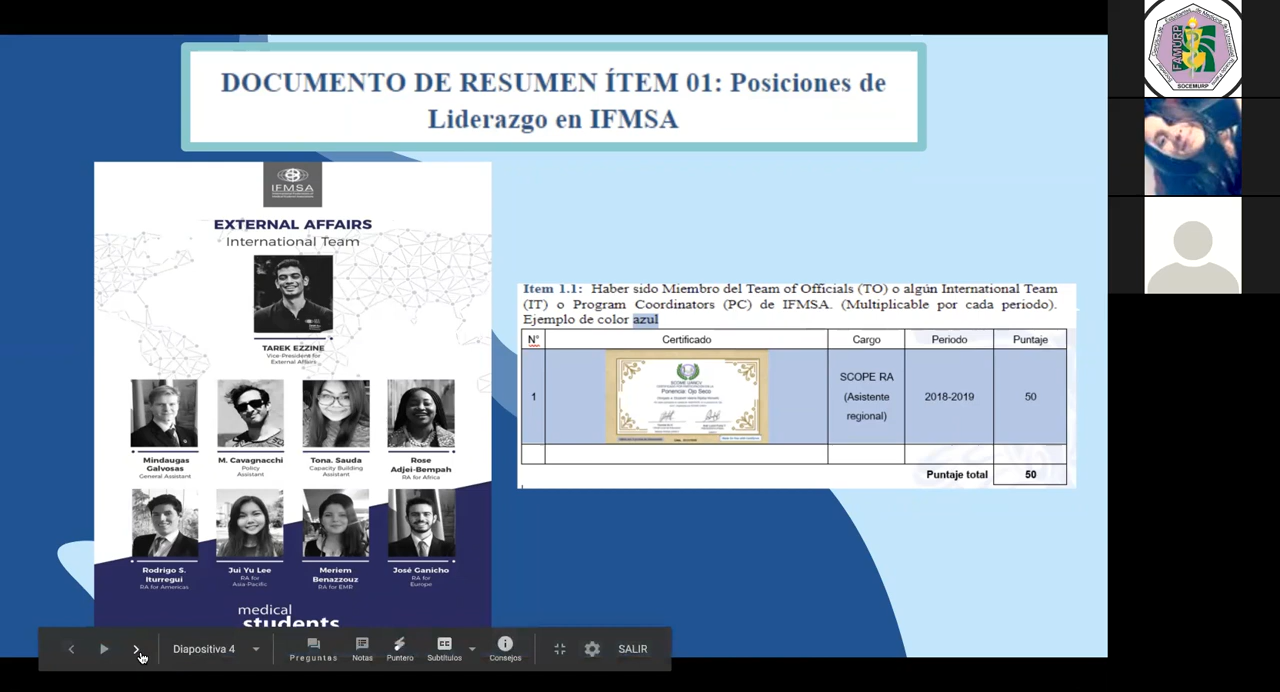 DOCUMENTO DE RESUMEN ÍTEM 01: Posiciones de
Liderazgo en IFMSA
IFMSA
EXTERNAL AFFAIRS
International Team
TAREK EZZINE
Vice-President for
External Affairs
Mindaugas
Galvosas
General Assistant
M. Cavagnacchi
Policy
Assistant
Tona. Sauda
Capacity Building
Assistant
Rose
Adjei-Bempah
RA for Africa
Rodrigo S.
Iturregui
RA for Americas
Jui Yu Lee
RA for
Asia-Pacific
Meriem
Benazzouz
RA for EMR
José Ganicho
RA for
Europe
medical
students
Item 1.1: Haber sido Miembro del Team of Officials (TO) o algún International Team
(IT) o Program Coordinators (PC) de IFMSA. (Multiplicable por cada periodo).
Ejemplo de color azul
N° Certificado Cargo Periodo Puntaje
1 SCOPE RA 2018-2019 50
(Asistente
regional)
Ponencia: Ojo Seco
Puntaje total 50
Diapositiva 4
Preguntas
Notas
Puntero
Subtítulos
Consejos
SALIR
FAMURP
SOCEMURP